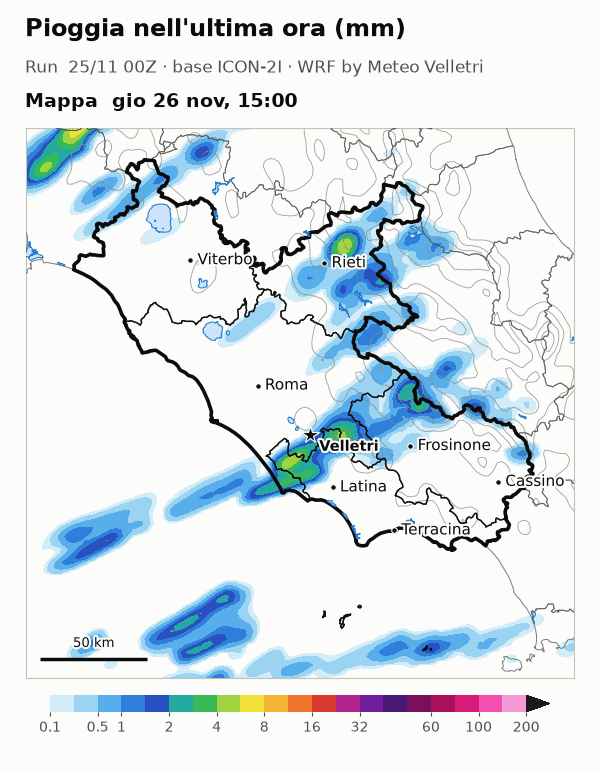 Pioggia nell'ultima ora (mm)
Run 25/11 00Z · base ICON-2I · WRF by Meteo Velletri
Mappa gio 26 nov, 15:00
Viterbo
Rieti
Roma
Velletri
Frosinone
Latina
Cassino
Terracina
50 km
0.1 0.5 1 2 4 8 16 32 60 100 200